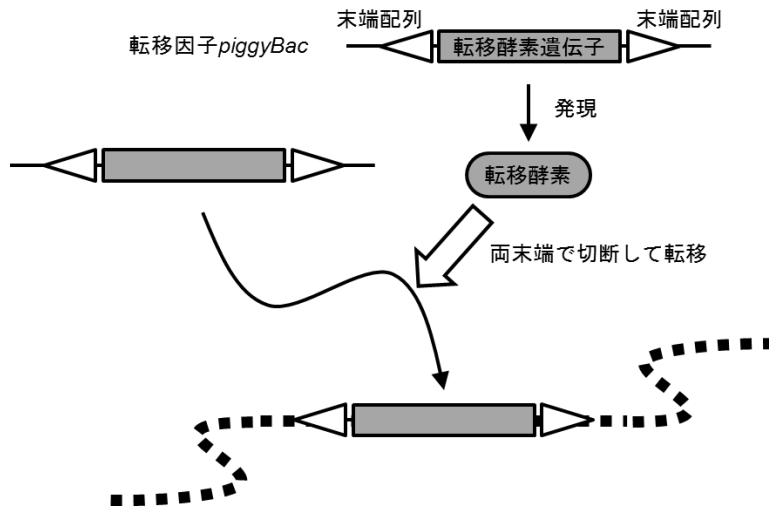 末端配列
末端配列
転移因子piggyBac
転移酵素遺伝子
発現
転移酵素
両末端で切断して転移